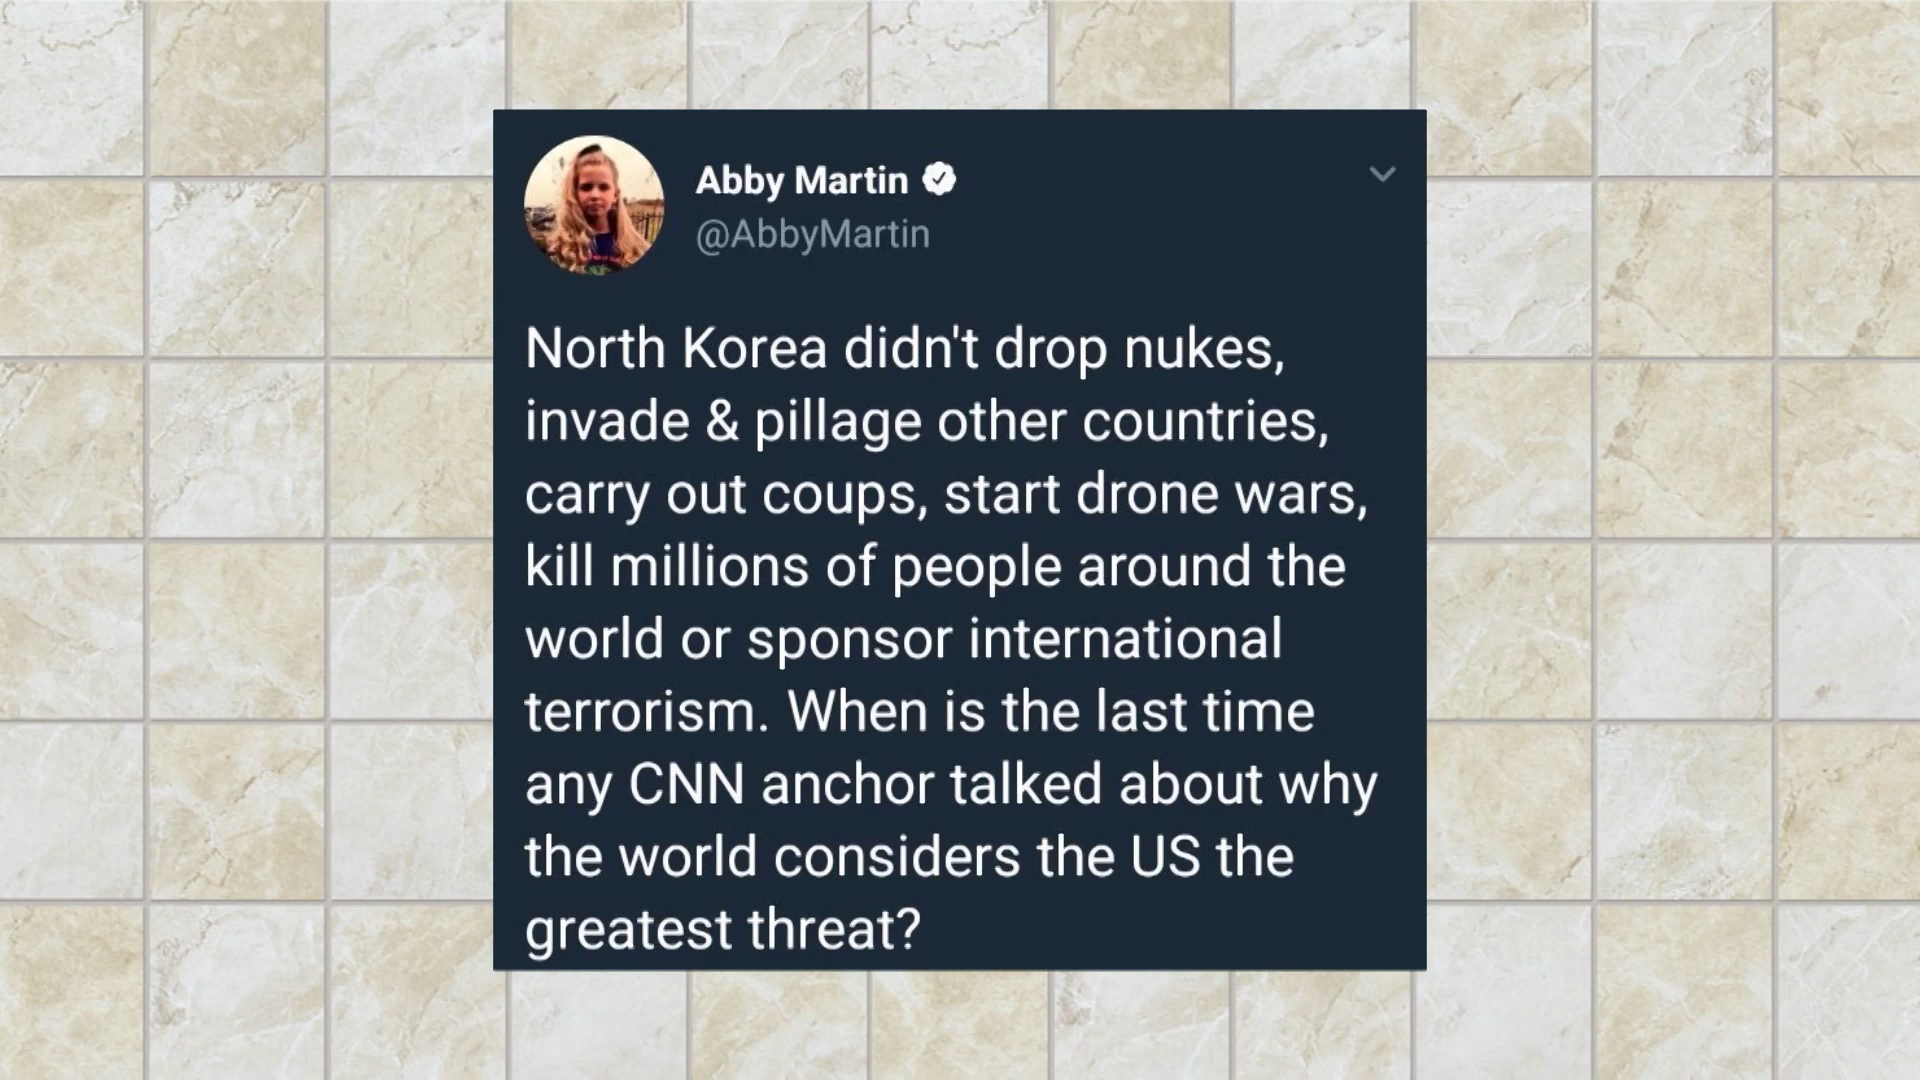 Abby Martin
@AbbyMartin
North Korea didn't drop nukes,
invade & pillage other countries,
carry out coups, start drone wars,
kill millions of people around the
world or sponsor international
terrorism. When is the last time
any CNN anchor talked about why
the world considers the US the
greatest threat?